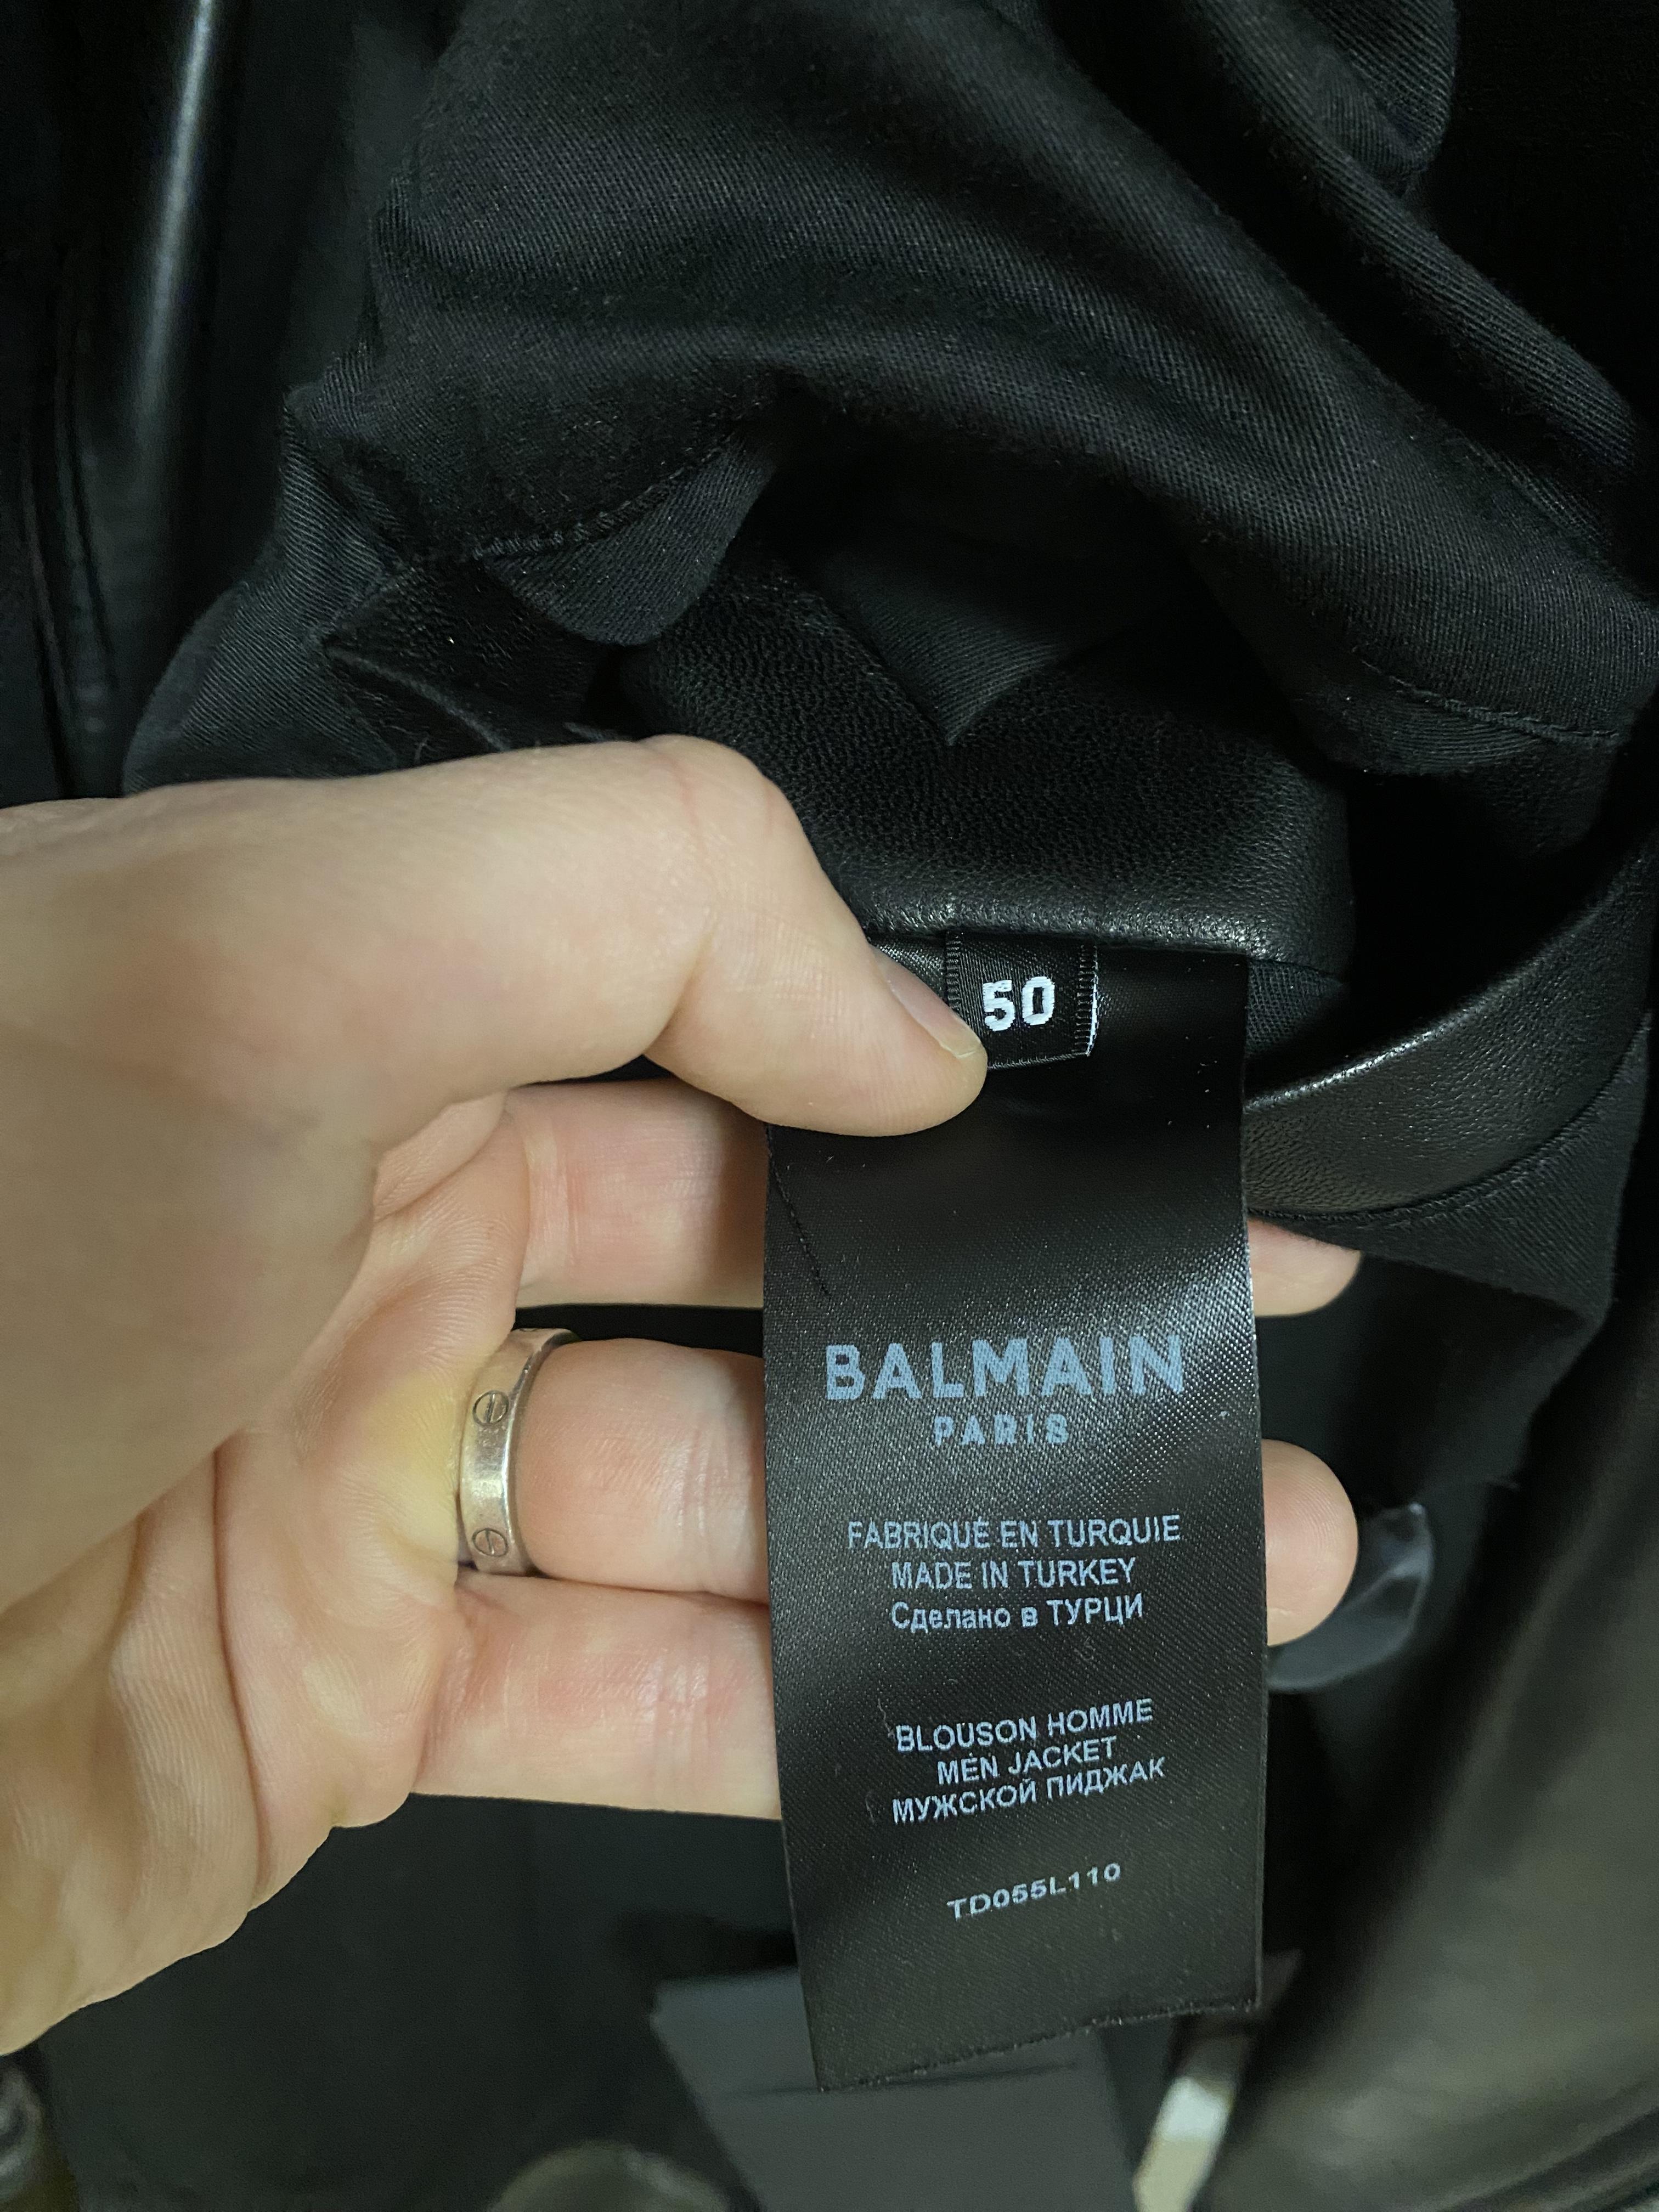 50
BALMAIN
PARIS
FABRIQUÉ EN TURQUIE
MADE IN TURKEY
Сделано в ТУРЦИ
BLOUSON HOMME
MEN JACKET
МУЖСКОЙ ПИДЖАК
TD055L110